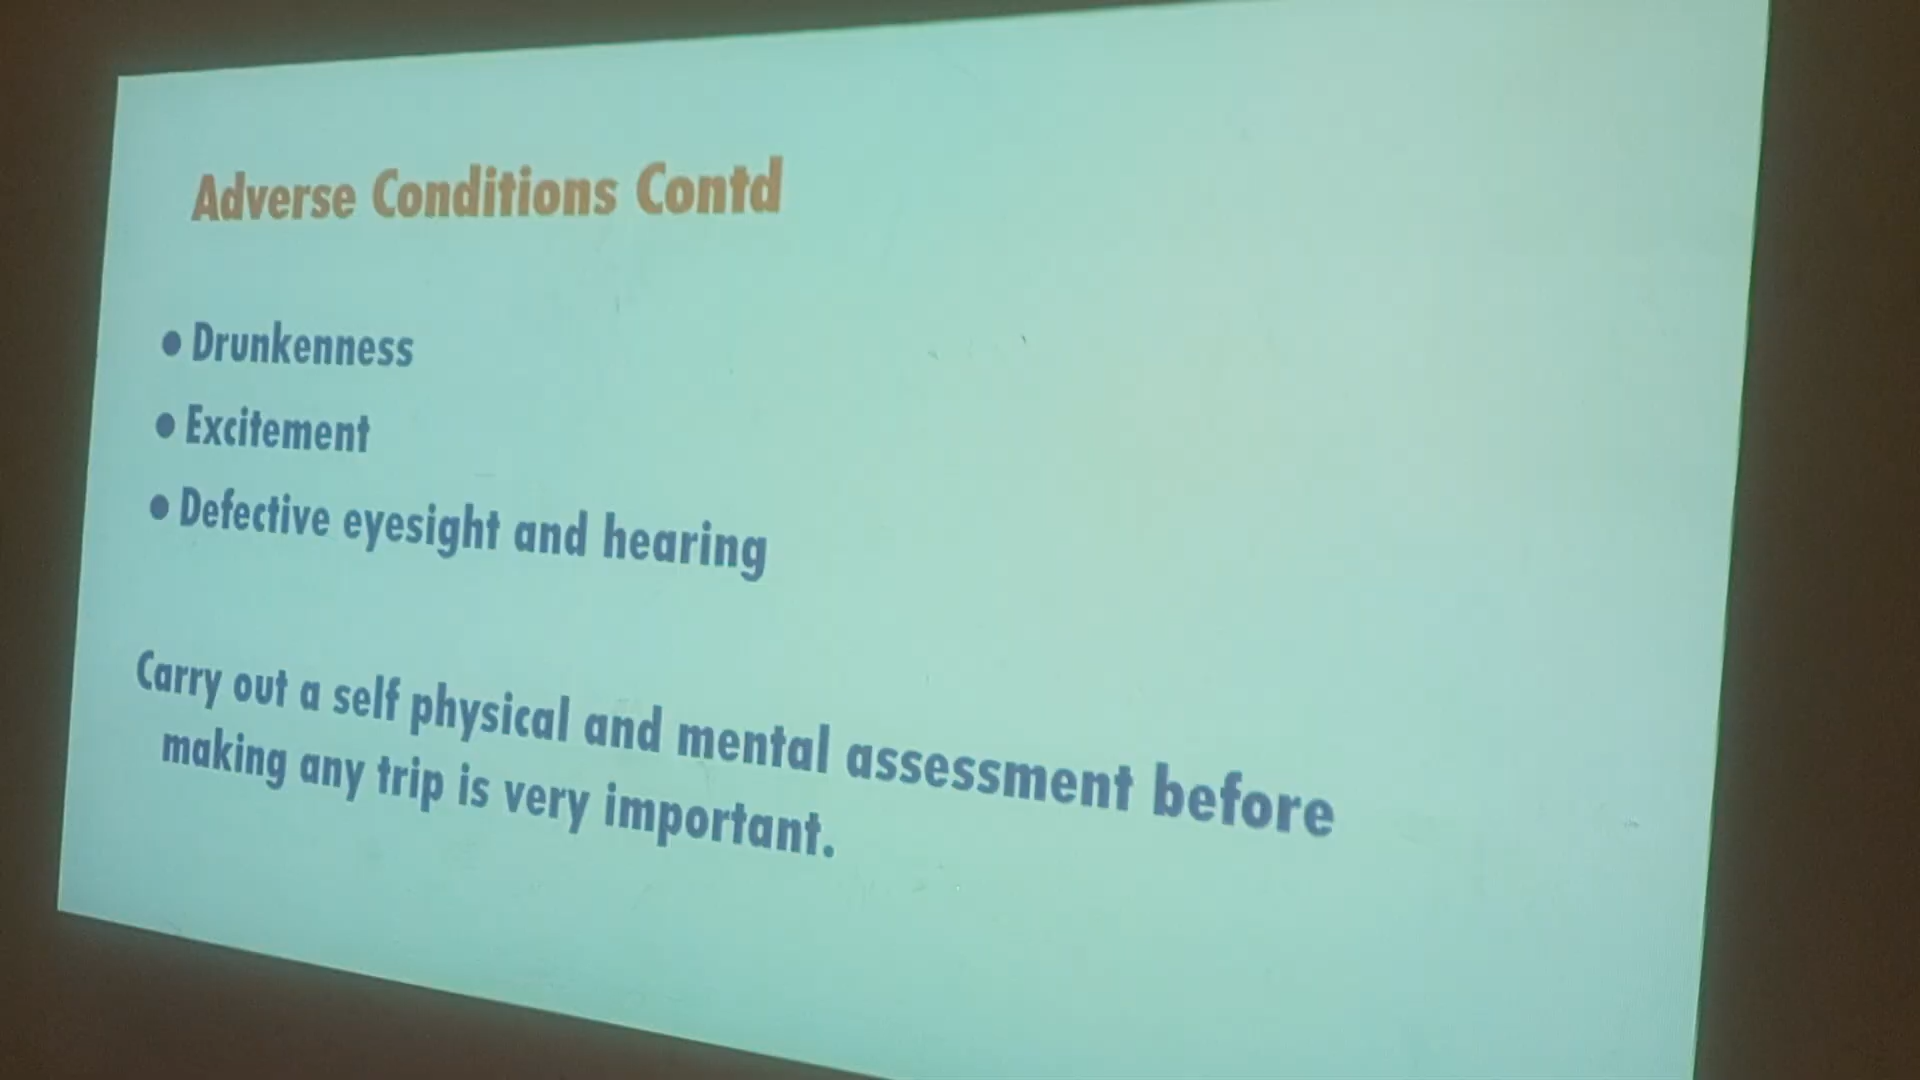 Adverse Conditions Contd
• Drunkenness
• Excitement
• Defective eyesight and hearing
Carry out a self physical and mental assessment before
making any trip is very important.